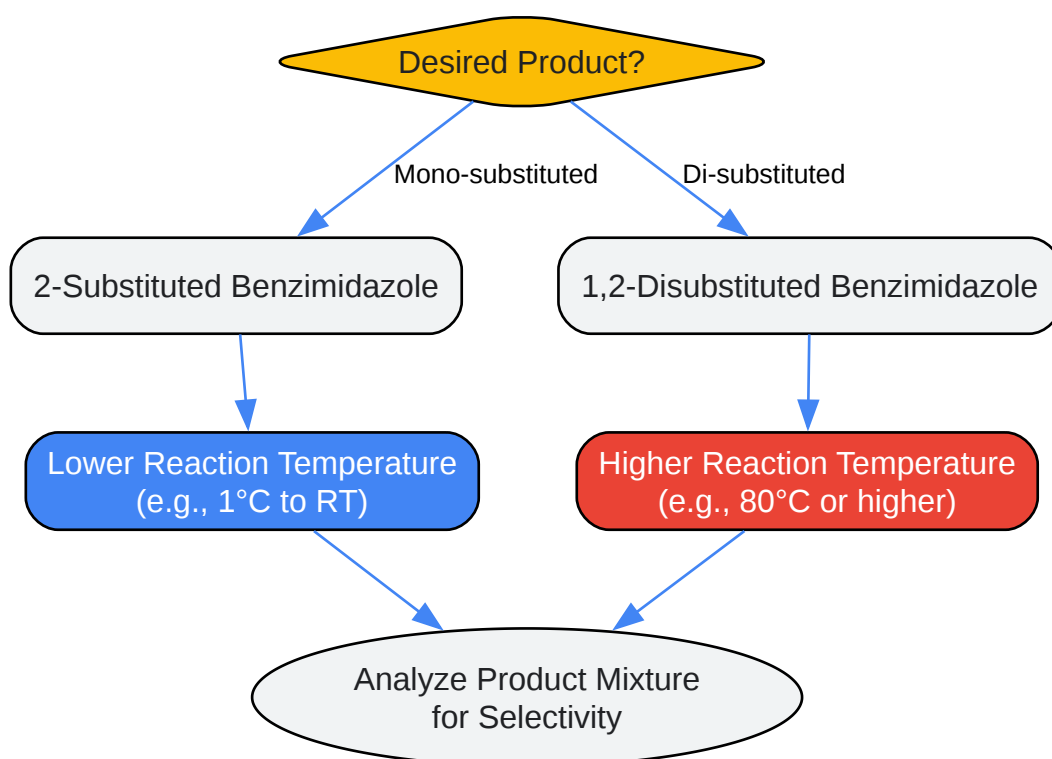 Desired Product?
Mono-substituted
Di-substituted
2-Substituted Benzimidazole
1,2-Disubstituted Benzimidazole
Lower Reaction Temperature
(e.g., 1°C to RT)
Higher Reaction Temperature
(e.g., 80°C or higher)
Analyze Product Mixture
for Selectivity